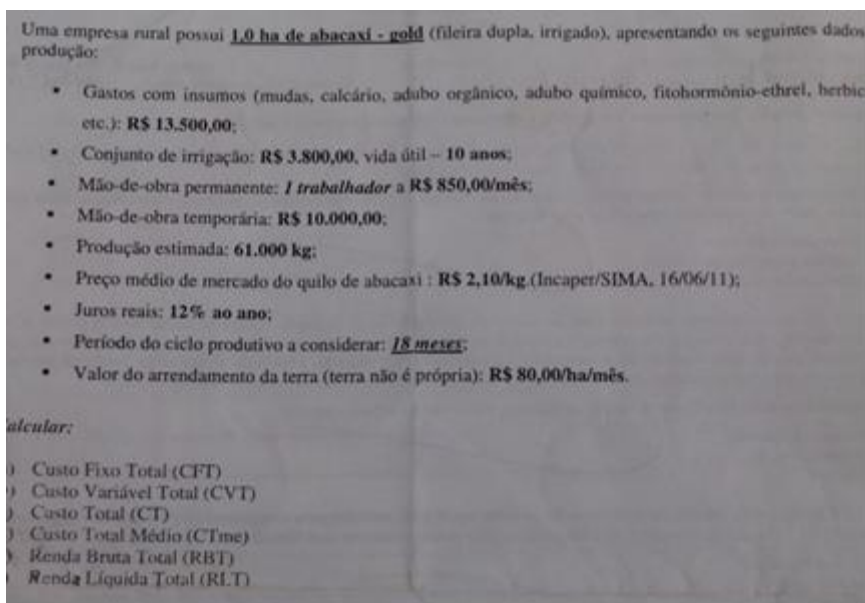 Uma empresa rural possui 1,0 ha de abacaxi - gold (fileira dupla, irrigado), apresentando os seguintes dados
produção:
• Gastos com insumos (mudas, calcário, adubo orgânico, adubo químico, fitohormônio-ethrel, herbic
etc.): R$ 13.500,00;
• Conjunto de irrigação: R$ 3.800,00, vida útil – 10 anos;
• Mão-de-obra permanente: 1 trabalhador a R$ 850,00/mês;
• Mão-de-obra temporária: R$ 10.000,00;
• Produção estimada: 61.000 kg;
• Preço médio de mercado do quilo de abacaxi : R$ 2,10/kg.(Incaper/SIMA, 16/06/11);
• Juros reais: 12% ao ano;
• Período do ciclo produtivo a considerar: 18 meses;
• Valor do arrendamento da terra (terra não é própria): R$ 80,00/ha/mês.
alcular:
) Custo Fixo Total (CFT)
) Custo Variável Total (CVT)
) Custo Total (CT)
) Custo Total Médio (CTme)
) Renda Bruta Total (RBT)
Renda Líquida Total (RLT)